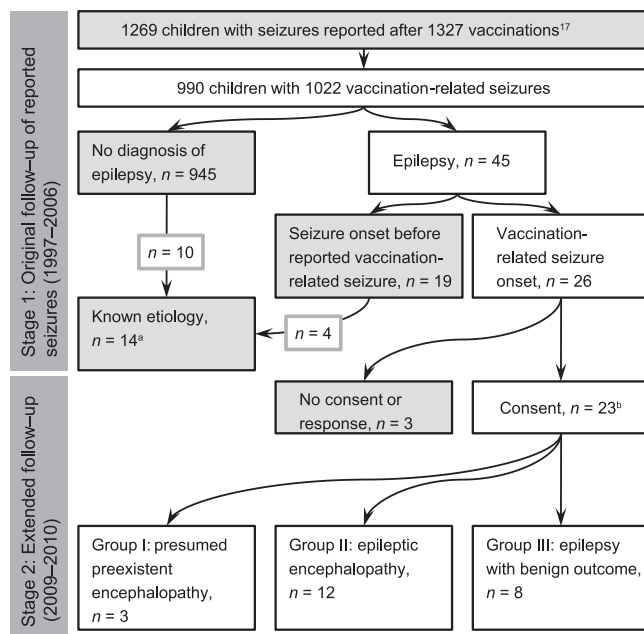 1269 children with seizures reported after 1327 vaccinations¹⁷
990 children with 1022 vaccination-related seizures
No diagnosis of
epilepsy, n = 945
Epilepsy, n = 45
n = 10
Seizure onset before
reported vaccination-
related seizure, n = 19
Vaccination-
related seizure
onset, n = 26
Known etiology,
n = 14ᵃ
n = 4
Stage 1: Original follow–up of reported
seizures (1997–2006)
No consent or
response, n = 3
Consent, n = 23ᵇ
Group I: presumed
preexistent
encephalopathy,
n = 3
Group II: epileptic
encephalopathy,
n = 12
Group III: epilepsy
with benign outcome,
n = 8
Stage 2: Extended follow–up
(2009–2010)